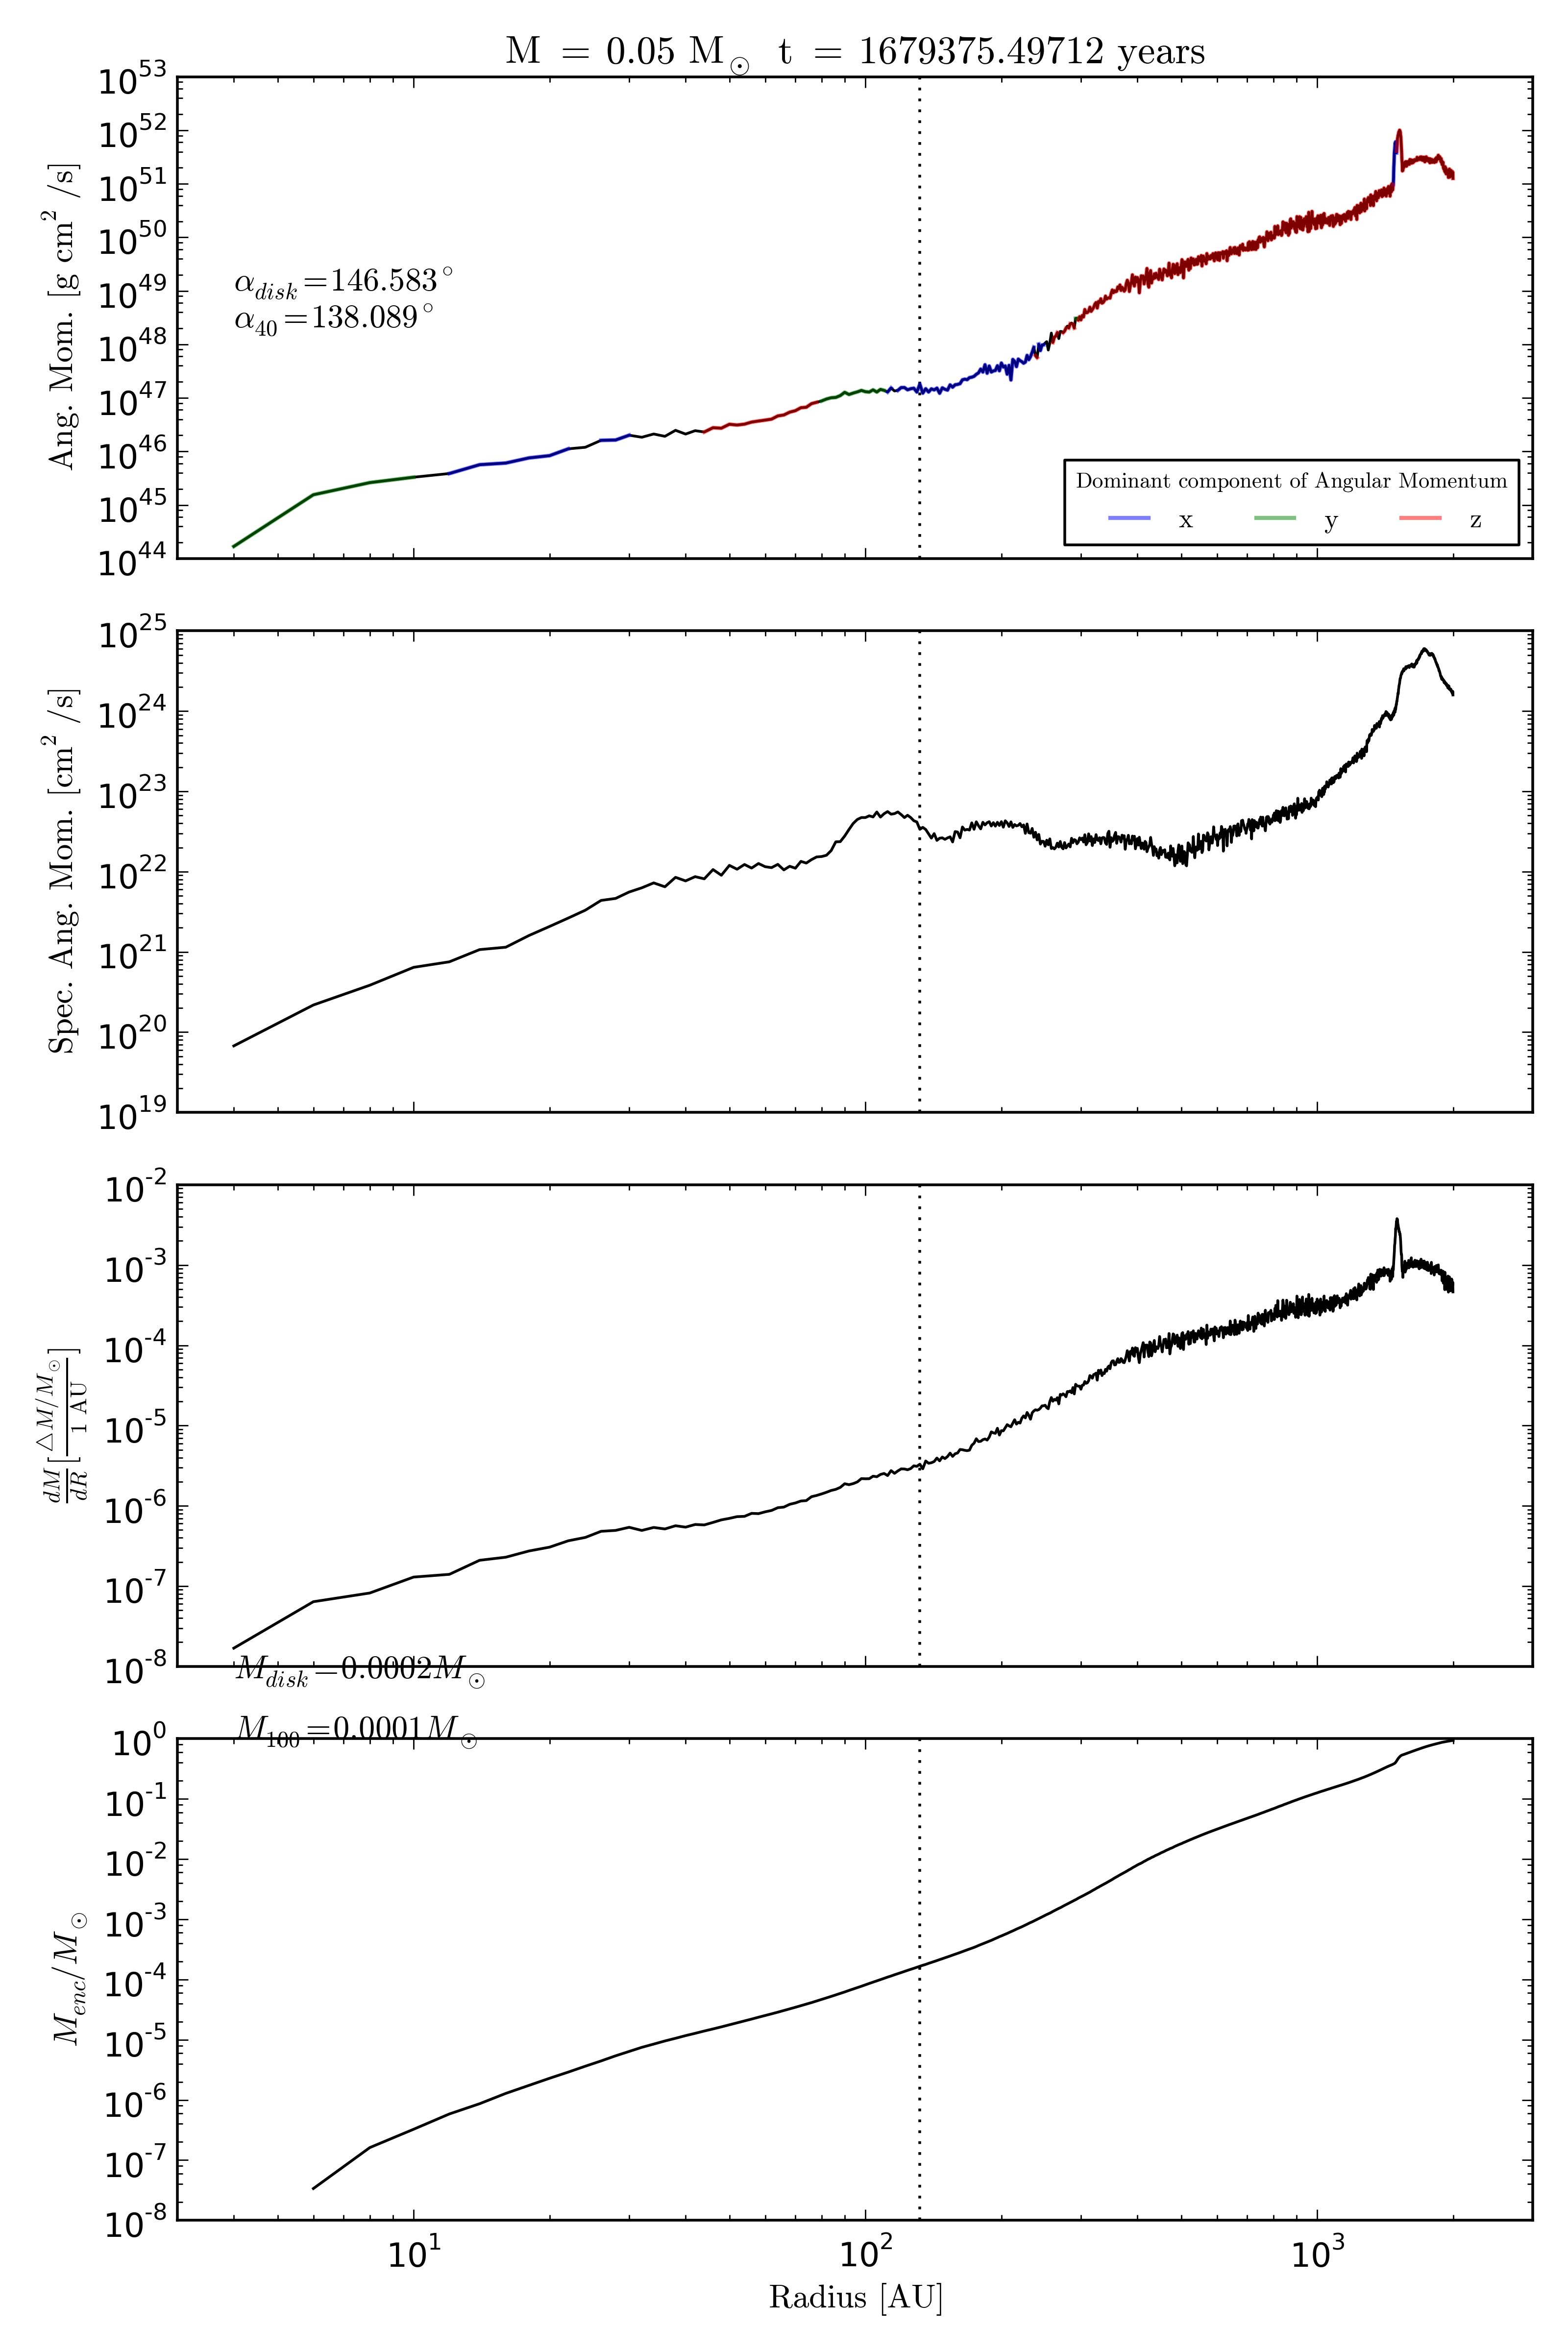 M = 0.05 M⊙ t = 1679375.49712 years
10^53
10^52
10^51
10^50
10^49
10^48
10^47
10^46
10^45
10^44
Ang. Mom. [g cm^2 /s]
α_disk=146.583°
α_40=138.089°
Dominant component of Angular Momentum
x y z
10^25
10^24
10^23
10^22
10^21
10^20
10^19
Spec. Ang. Mom. [cm^2 /s]
10^-2
10^-3
10^-4
10^-5
10^-6
10^-7
10^-8
dM/dR [△M/M⊙ / 1 AU]
M_disk=0.0002M⊙
M_100=0.0001M⊙
10^0
10^-1
10^-2
10^-3
10^-4
10^-5
10^-6
10^-7
10^-8
M_enc/M⊙
10^1 10^2 10^3
Radius [AU]